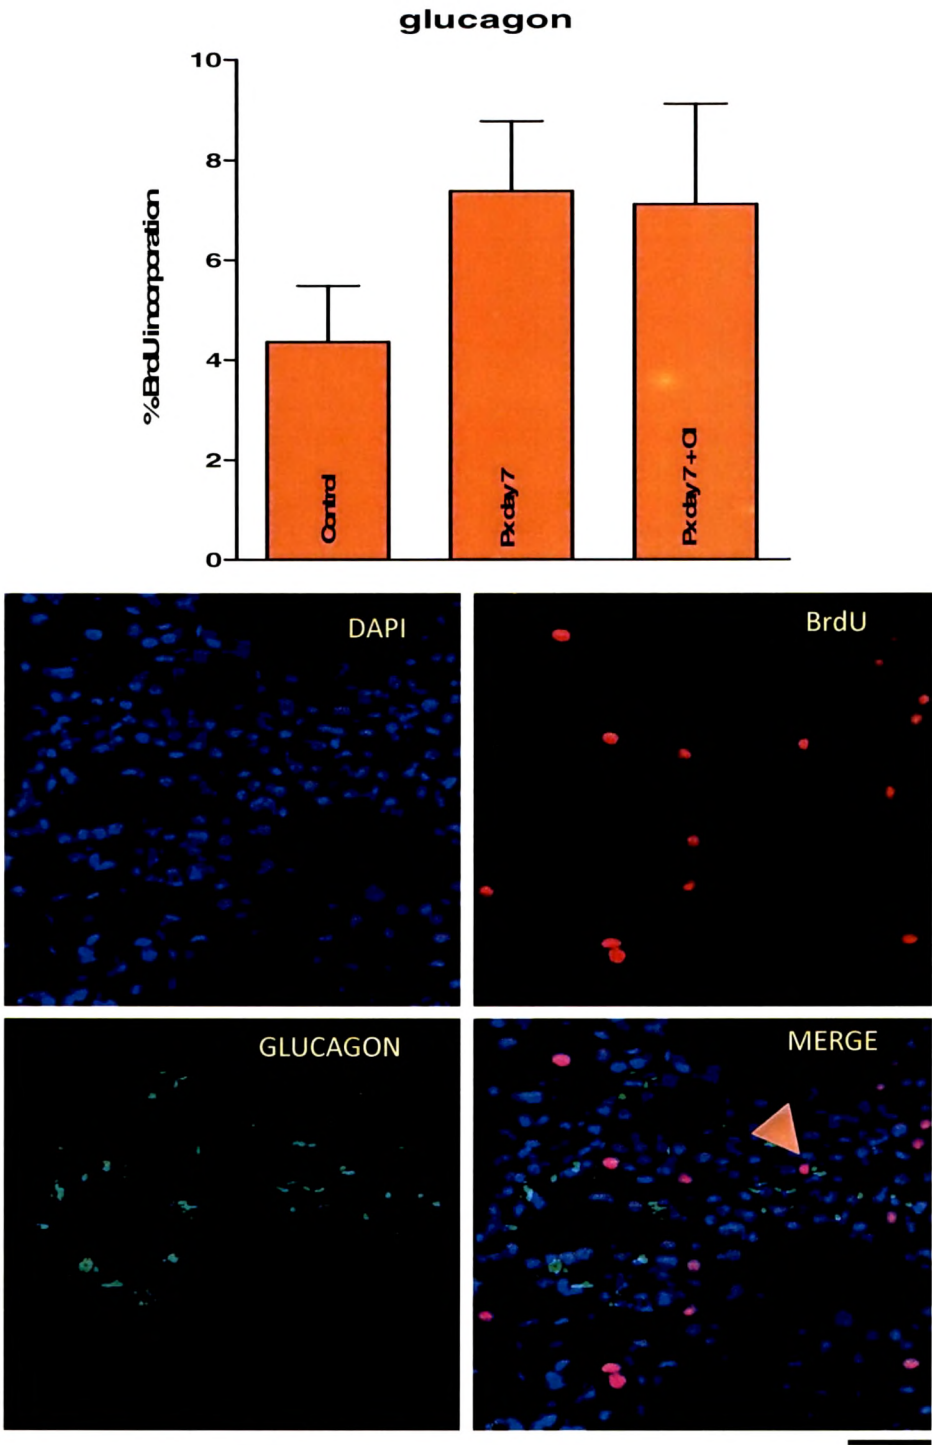 glucagon
10
8
6
4
2
0
%BrdU incorporation
Control
Px day 7
Px day 7 + CI
DAPI
BrdU
GLUCAGON
MERGE